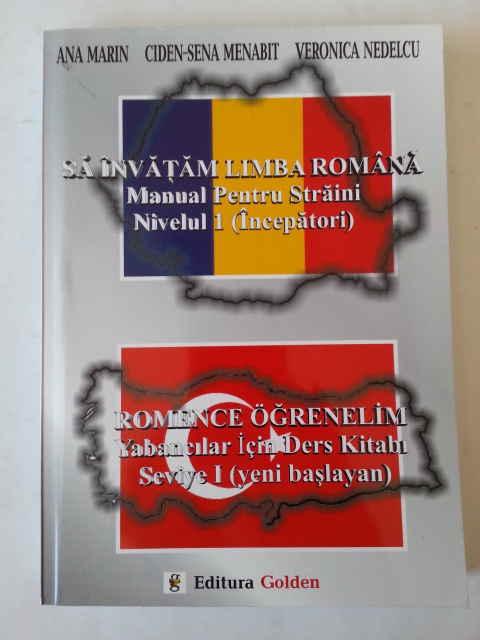 ANA MARIN CIDEN-SENA MENABIT VERONICA NEDELCU
SĂ ÎNVĂȚĂM LIMBA ROMÂNĂ
Manual Pentru Străini
Nivelul 1 (Începători)
ROMENCE ÖĞRENELİM
Yabancılar İçin Ders Kitabı
Seviye I (yeni başlayan)
Editura Golden